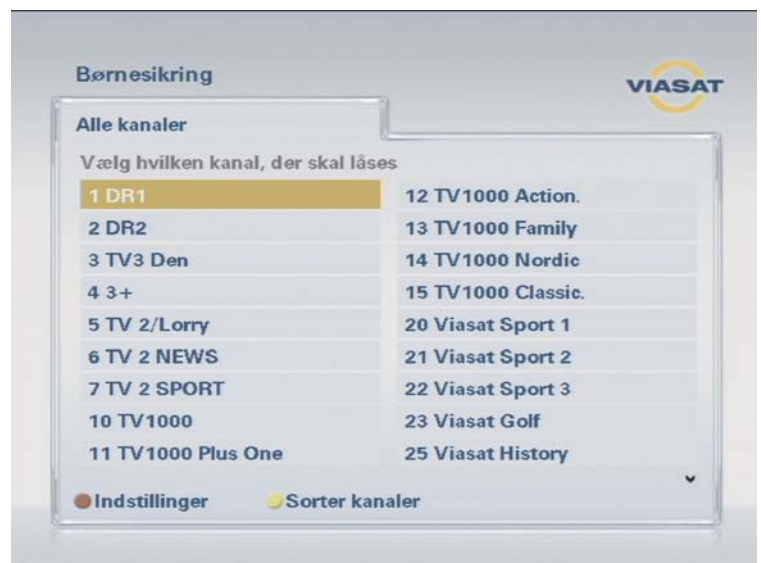 Børnesikring
VIASAT
Alle kanaler
Vælg hvilken kanal, der skal låses
1 DR1
2 DR2
3 TV3 Den
4 3+
5 TV 2/Lorry
6 TV 2 NEWS
7 TV 2 SPORT
10 TV1000
11 TV1000 Plus One
12 TV1000 Action.
13 TV1000 Family
14 TV1000 Nordic
15 TV1000 Classic.
20 Viasat Sport 1
21 Viasat Sport 2
22 Viasat Sport 3
23 Viasat Golf
25 Viasat History
Indstillinger
Sorter kanaler